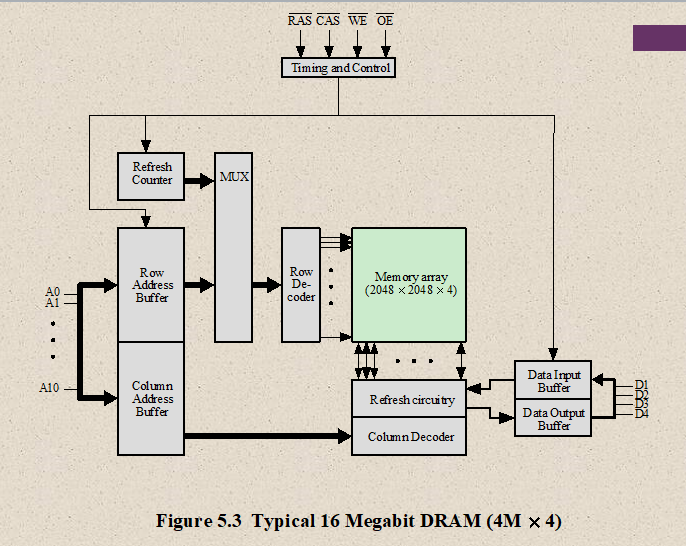 RAS CAS WE OE
Timing and Control
Refresh
Counter
MUX
Row
Address
Buffer
Row
De-
coder
Memory array
(2048 × 2048 × 4)
A0
A1
A10
Column
Address
Buffer
Refresh circuitry
Column Decoder
Data Input
Buffer
Data Output
Buffer
D1
D2
D3
D4
Figure 5.3 Typical 16 Megabit DRAM (4M × 4)